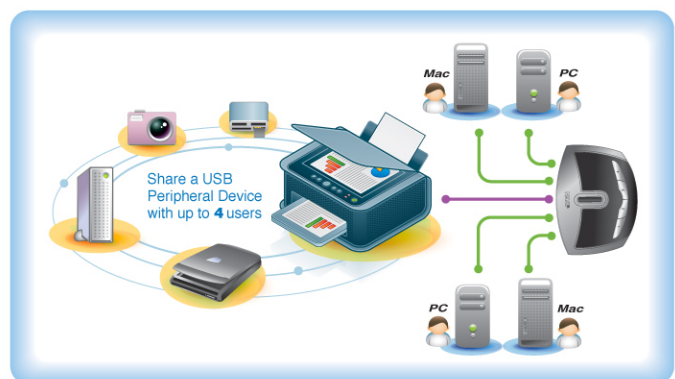 Mac
PC
Share a USB
Peripheral Device
with up to 4 users
PC
Mac